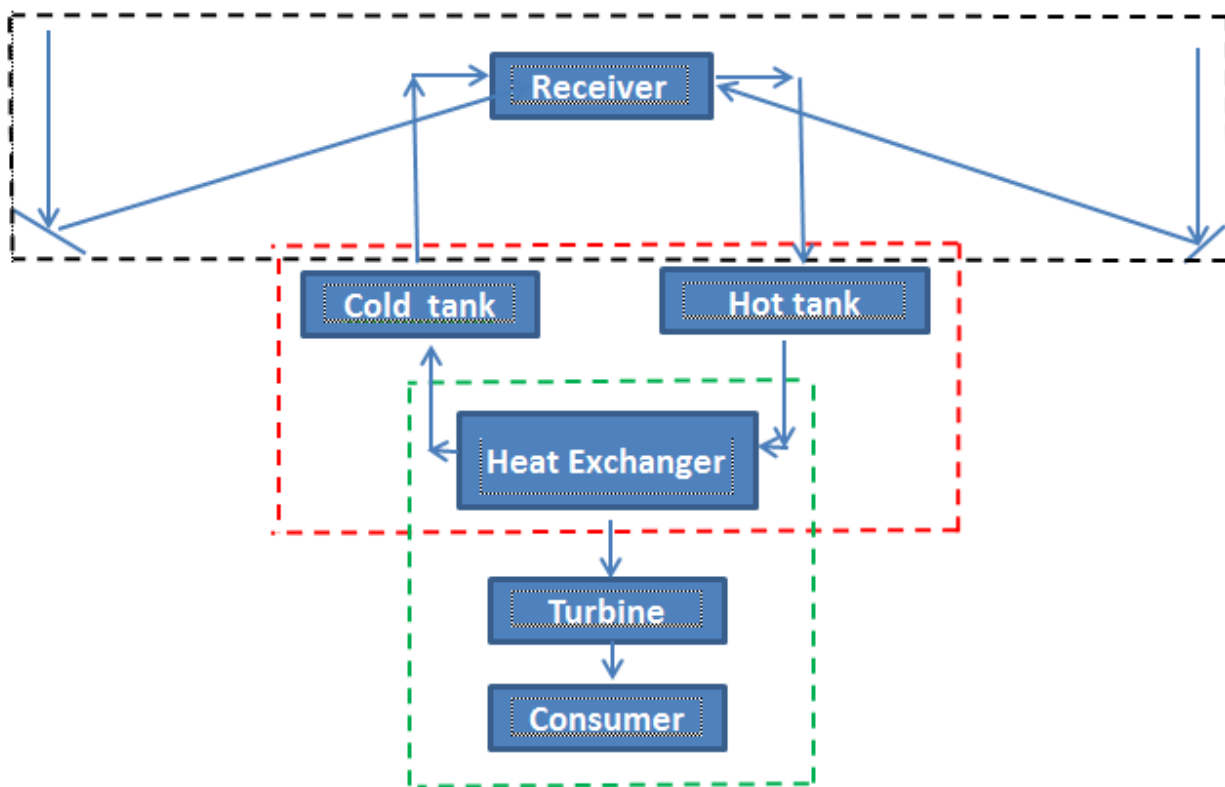 Receiver
Cold tank
Hot tank
Heat Exchanger
Turbine
Consumer